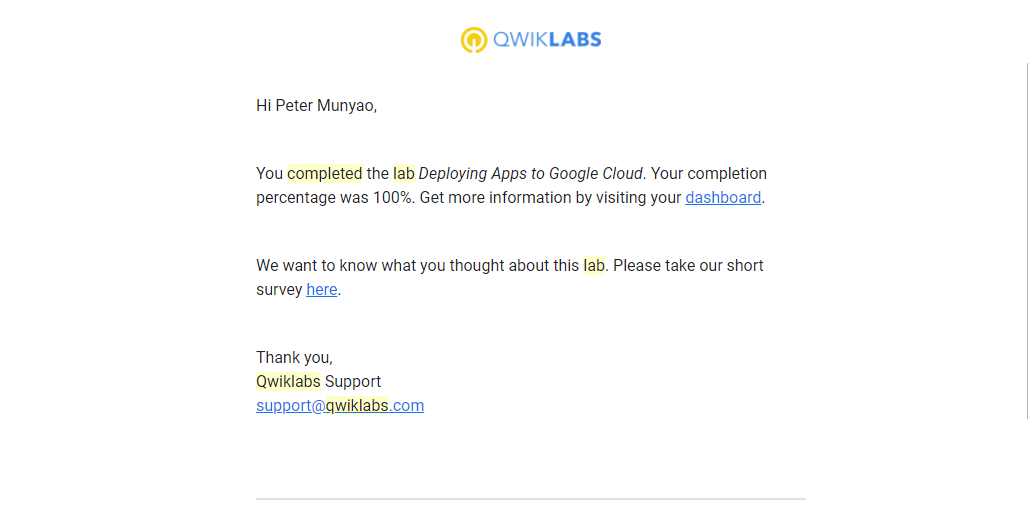 QWIKLABS
Hi Peter Munyao,
You completed the lab Deploying Apps to Google Cloud. Your completion
percentage was 100%. Get more information by visiting your dashboard.
We want to know what you thought about this lab. Please take our short
survey here.
Thank you,
Qwiklabs Support
support@qwiklabs.com